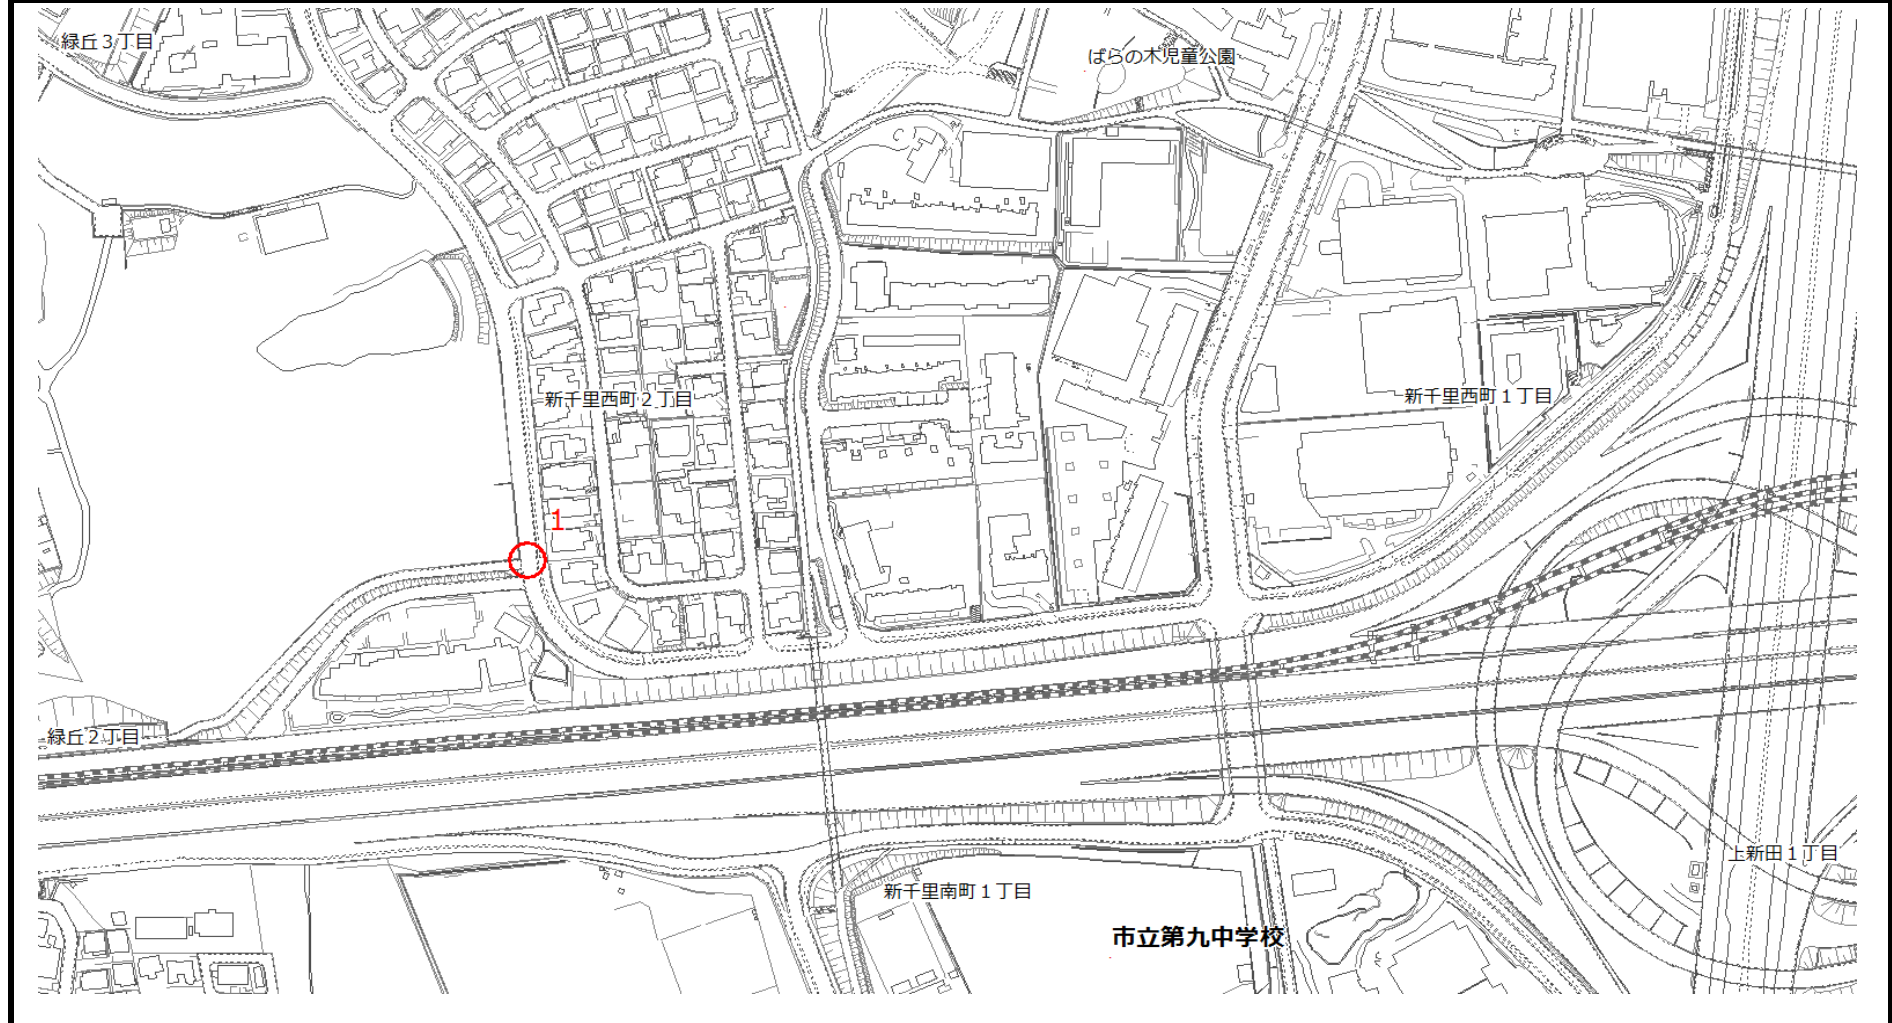 緑丘３丁目
ばらの木児童公園
新千里西町２丁目
新千里西町１丁目
1
緑丘２丁目
上新田１丁目
新千里南町１丁目
市立第九中学校